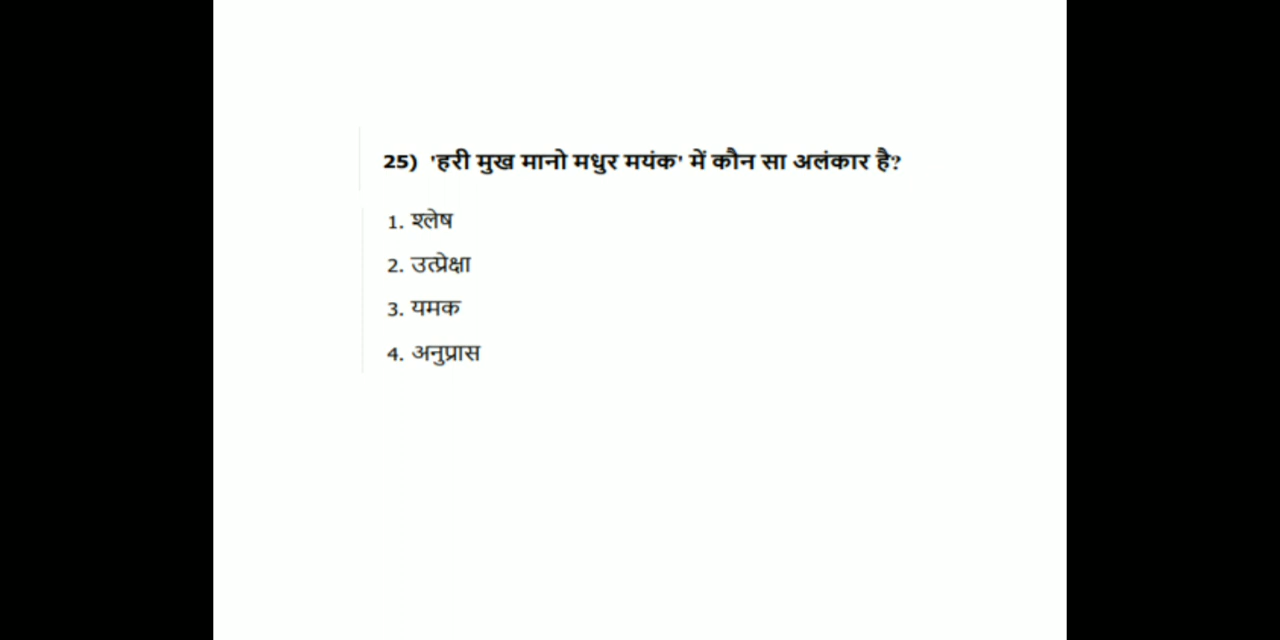 25) 'हरी मुख मानो मधुर मयंक' में कौन सा अलंकार है?
1. श्लेष
2. उत्प्रेक्षा
3. यमक
4. अनुप्रास